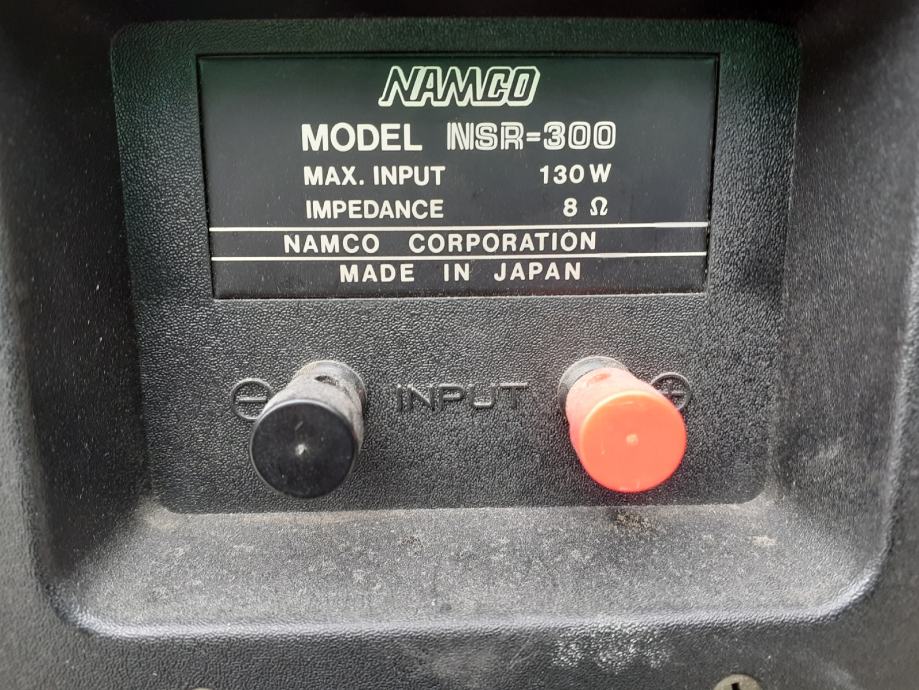 NAMCO
MODEL NSR-300
MAX. INPUT 130 W
IMPEDANCE 8 Ω
NAMCO CORPORATION
MADE IN JAPAN
⊖ INPUT ⊕